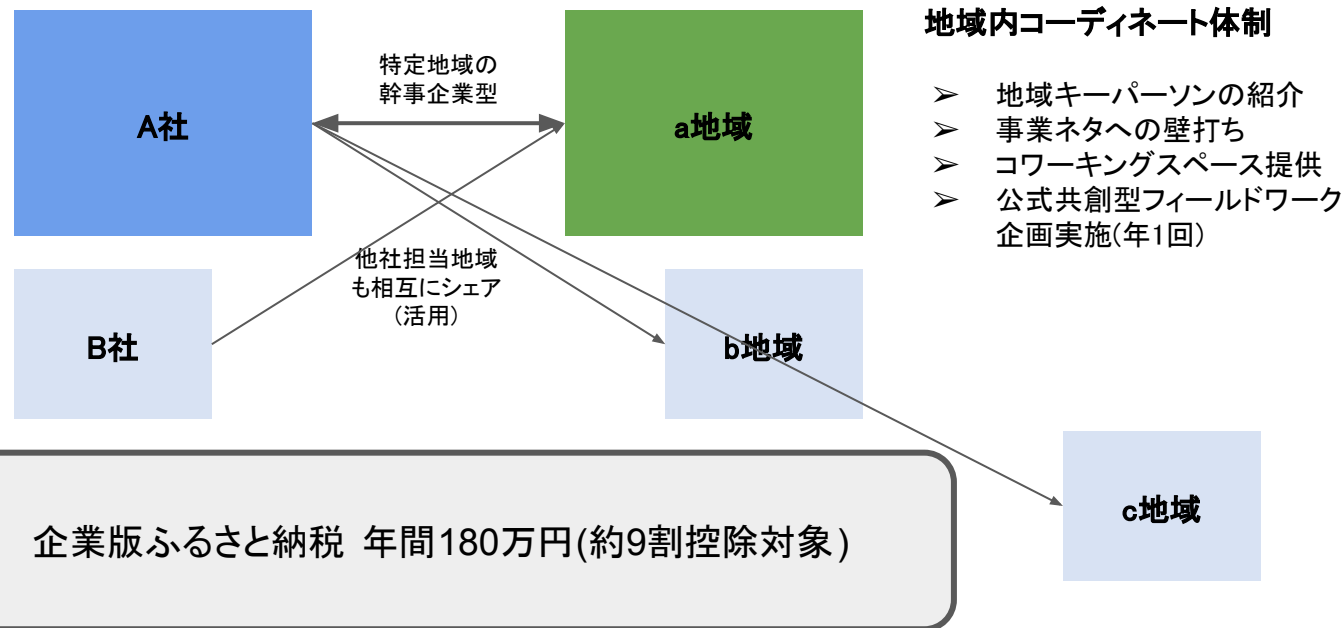 地域内コーディネート体制
特定地域の
幹事企業型
A社
a地域
➢ 地域キーパーソンの紹介
➢ 事業ネタへの壁打ち
➢ コワーキングスペース提供
➢ 公式共創型フィールドワーク
企画実施(年1回)
他社担当地域
も相互にシェア
(活用)
B社
b地域
c地域
企業版ふるさと納税 年間180万円(約9割控除対象)